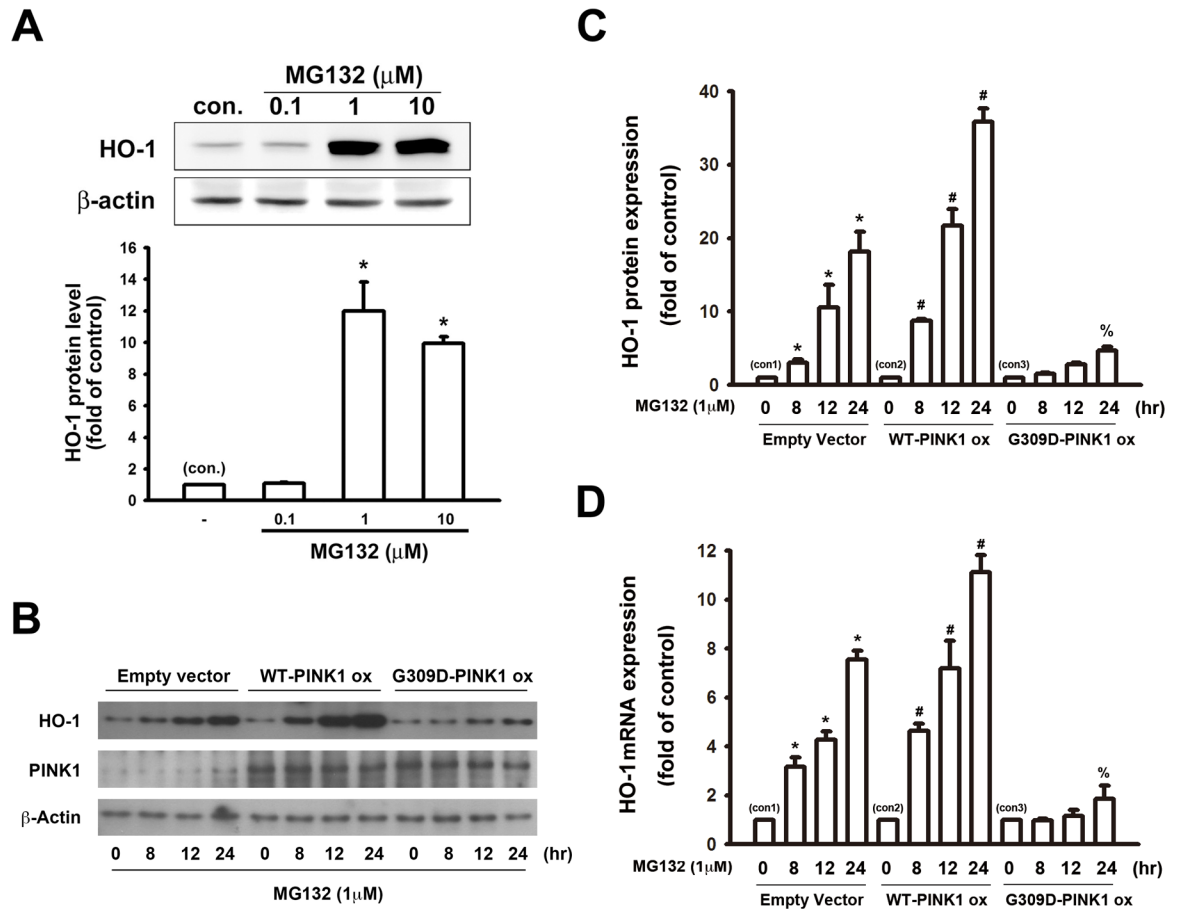 A
MG132 (μM)
con. 0.1 1 10
HO-1
β-actin
HO-1 protein level
(fold of control)
16
14
12
10
8
6
4
2
0
(con.)
*
*
- 0.1 1 10
MG132 (μM)
B
Empty vector WT-PINK1 ox G309D-PINK1 ox
HO-1
PINK1
β-Actin
0 8 12 24 0 8 12 24 0 8 12 24 (hr)
MG132 (1μM)
C
HO-1 protein expression
(fold of control)
40
30
20
10
0
(con1) * * * (con2) # # # (con3) %
MG132 (1μM) 0 8 12 24 0 8 12 24 0 8 12 24 (hr)
Empty Vector WT-PINK1 ox G309D-PINK1 ox
D
HO-1mRNA expression
(fold of control)
12
10
8
6
4
2
0
(con1) * * * (con2) # # # (con3) %
MG132 (1μM) 0 8 12 24 0 8 12 24 0 8 12 24 (hr)
Empty Vector WT-PINK1 ox G309D-PINK1 ox